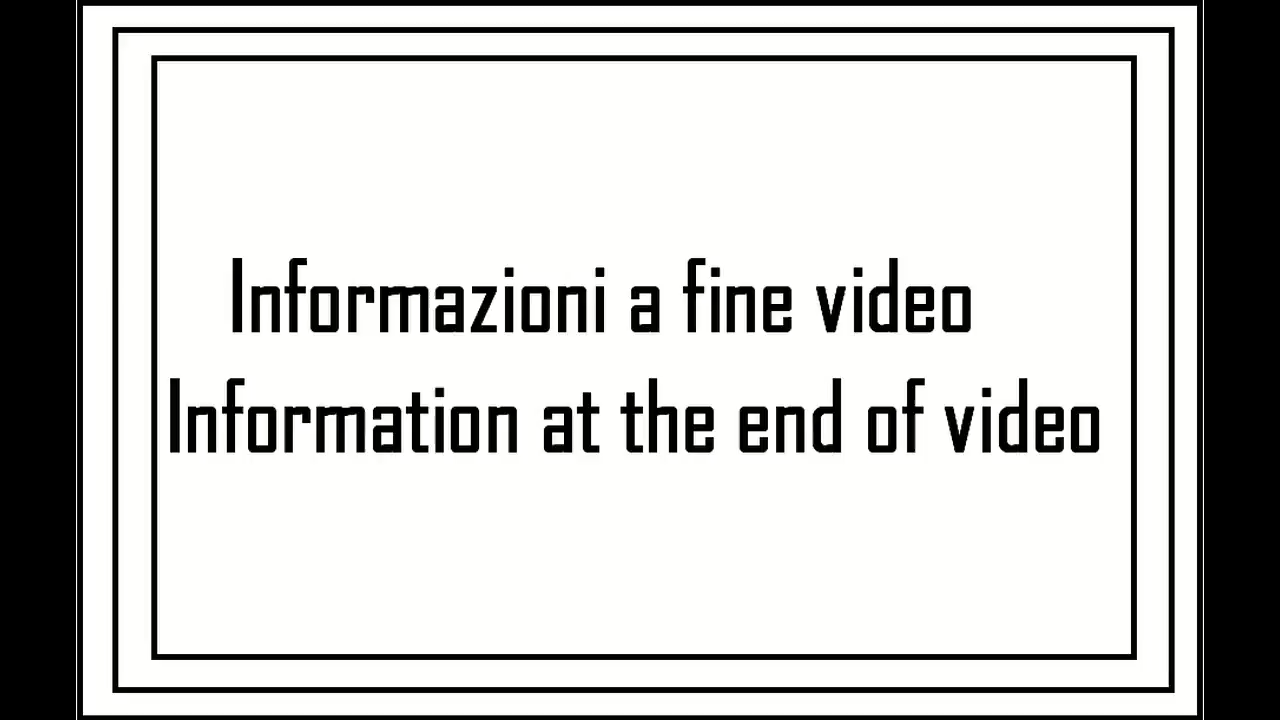 Informazioni a fine video
Information at the end of video